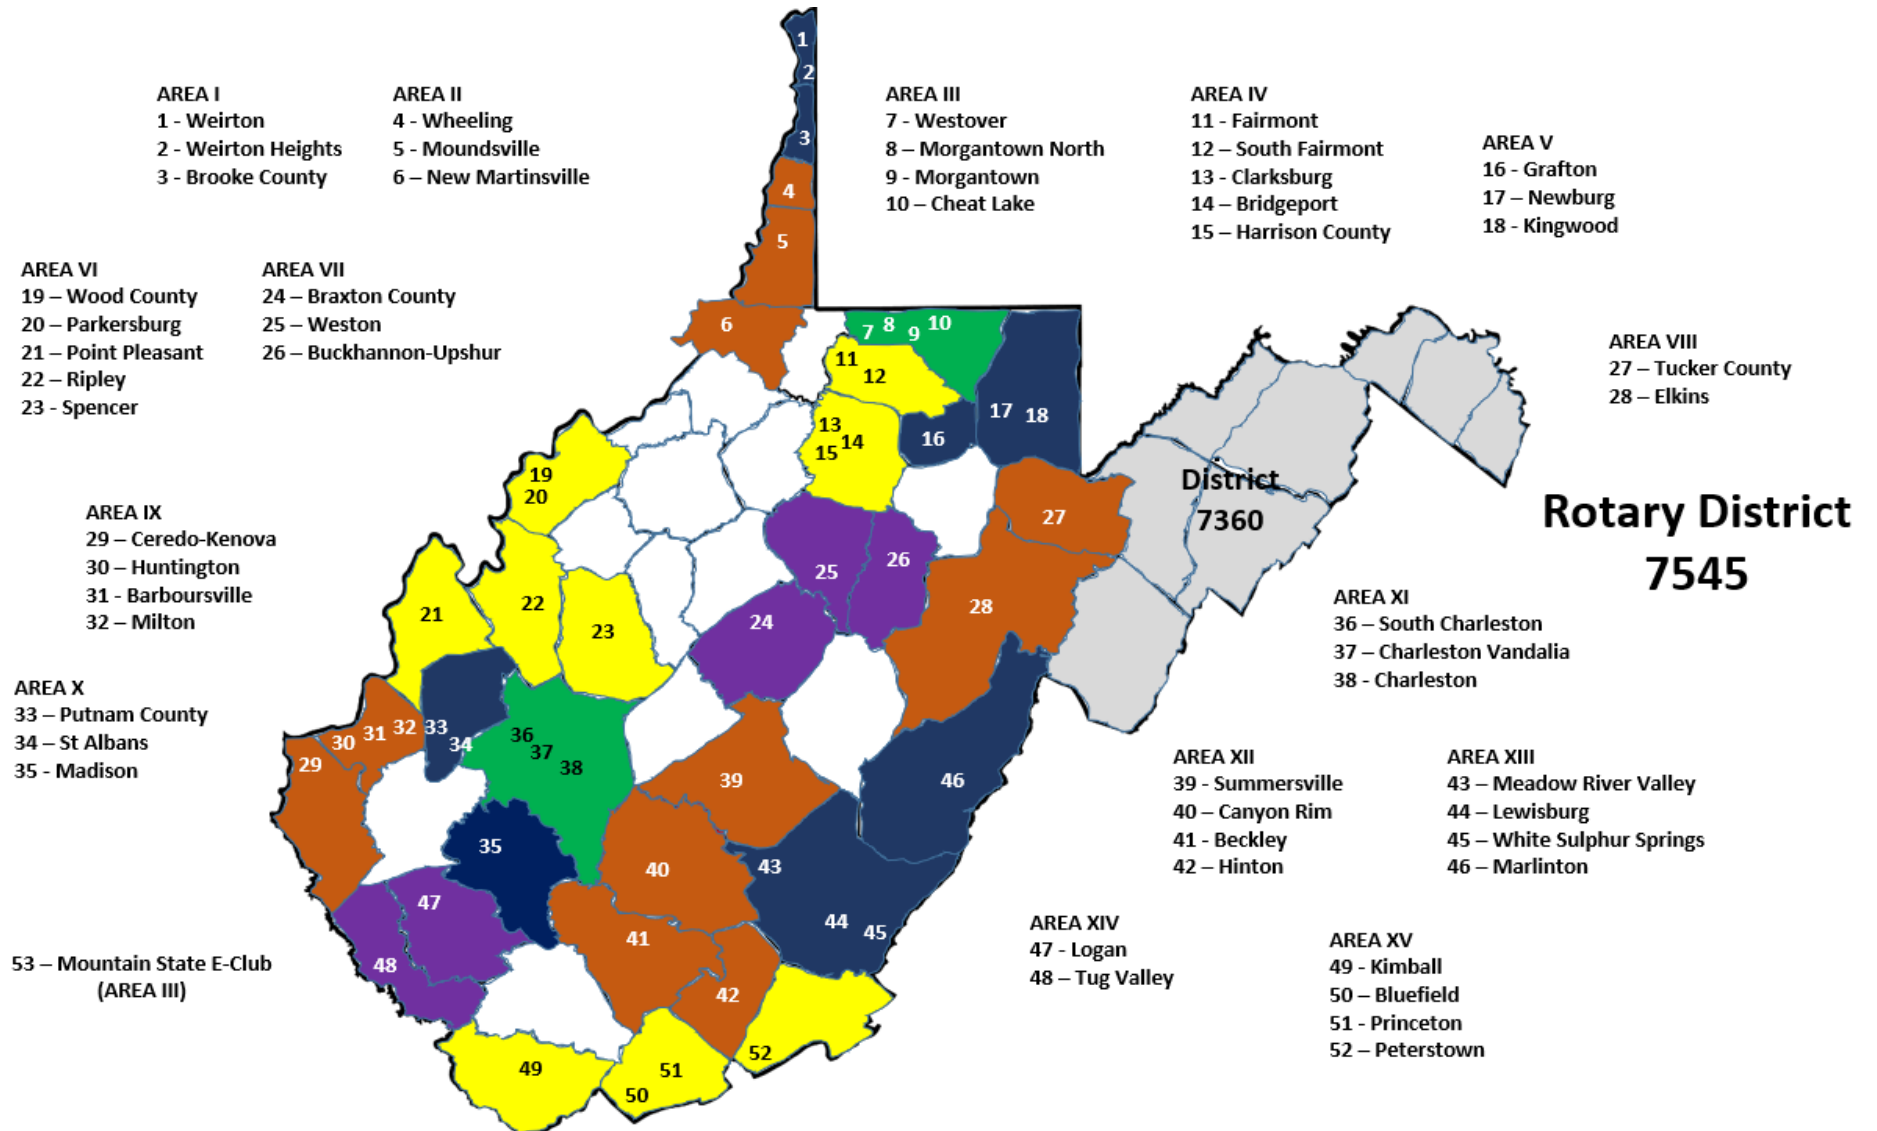 AREA I
1 - Weirton
2 - Weirton Heights
3 - Brooke County
AREA II
4 - Wheeling
5 - Moundsville
6 – New Martinsville
AREA III
7 - Westover
8 – Morgantown North
9 - Morgantown
10 – Cheat Lake
AREA IV
11 - Fairmont
12 – South Fairmont
13 - Clarksburg
14 – Bridgeport
15 – Harrison County
AREA V
16 - Grafton
17 – Newburg
18 - Kingwood
AREA VI
19 – Wood County
20 – Parkersburg
21 – Point Pleasant
22 – Ripley
23 - Spencer
AREA VII
24 – Braxton County
25 – Weston
26 – Buckhannon-Upshur
AREA VIII
27 – Tucker County
28 – Elkins
AREA IX
29 – Ceredo-Kenova
30 – Huntington
31 - Barboursville
32 – Milton
AREA X
33 – Putnam County
34 – St Albans
35 - Madison
53 – Mountain State E-Club
(AREA III)
Rotary District
7545
District
7360
AREA XI
36 – South Charleston
37 – Charleston Vandalia
38 - Charleston
AREA XII
39 - Summersville
40 – Canyon Rim
41 - Beckley
42 – Hinton
AREA XIII
43 – Meadow River Valley
44 – Lewisburg
45 – White Sulphur Springs
46 – Marlinton
AREA XIV
47 - Logan
48 – Tug Valley
AREA XV
49 - Kimball
50 – Bluefield
51 - Princeton
52 – Peterstown
1
2
3
4
5
6
7
8
9
10
11
12
13
14
15
16
17
18
19
20
21
22
23
24
25
26
27
28
29
30
31
32
33
34
35
36
37
38
39
40
41
42
43
44
45
46
47
48
49
50
51
52